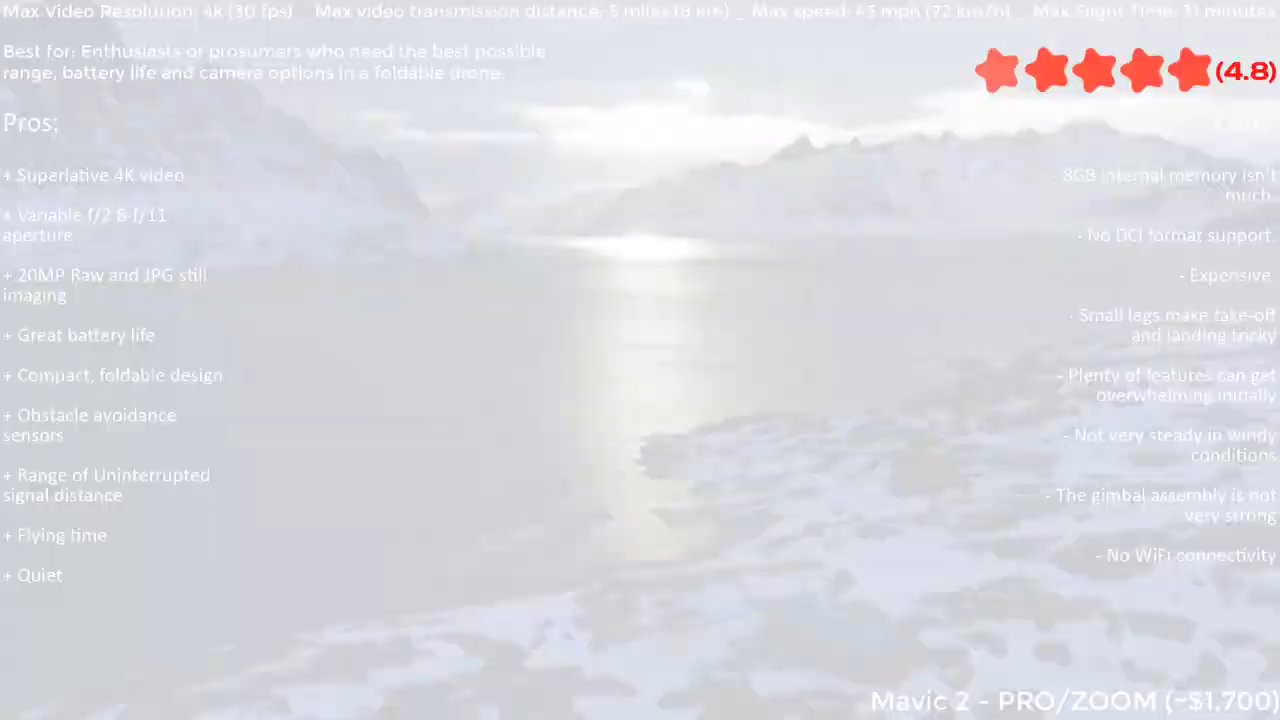 Max Video Resolution: 4k (30 fps) _ Max video transmission distance: 5 miles (8 km) _ Max speed: 45 mph (72 km/h) _ Max Flight Time: 31 minutes
Best for: Enthusiasts or prosumers who need the best possible
range, battery life and camera options in a foldable drone.
(4.8)
Pros:
+ Superlative 4K video
+ Variable f/2.8-f/11
aperture
+ 20MP Raw and JPG still
imaging
+ Great battery life
+ Compact, foldable design
+ Obstacle avoidance
sensors
+ Range of Uninterrupted
signal distance
+ Flying time
+ Quiet
- 8GB internal memory isn't
much
- No DCI format support
- Expensive
- Small legs make take-off
and landing tricky
- Plenty of features can get
overwhelming initially
- Not very steady in windy
conditions
- The gimbal assembly is not
very strong
- No WiFi connectivity
Mavic 2 - PRO/ZOOM (~$1.700)